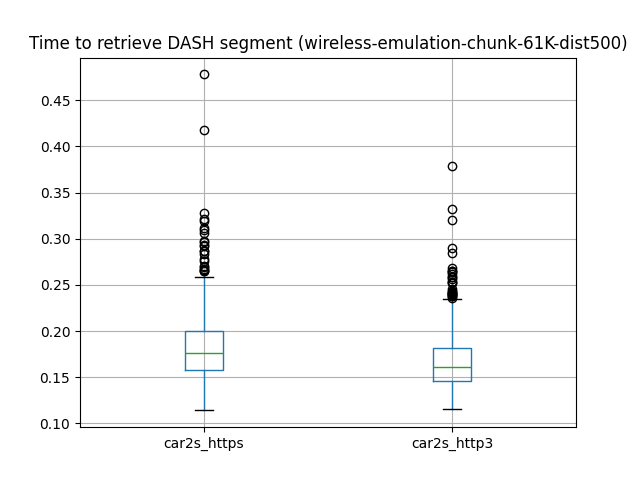 Time to retrieve DASH segment (wireless-emulation-chunk-61K-dist500)
0.45
0.40
0.35
0.30
0.25
0.20
0.15
0.10
car2s_https
car2s_http3